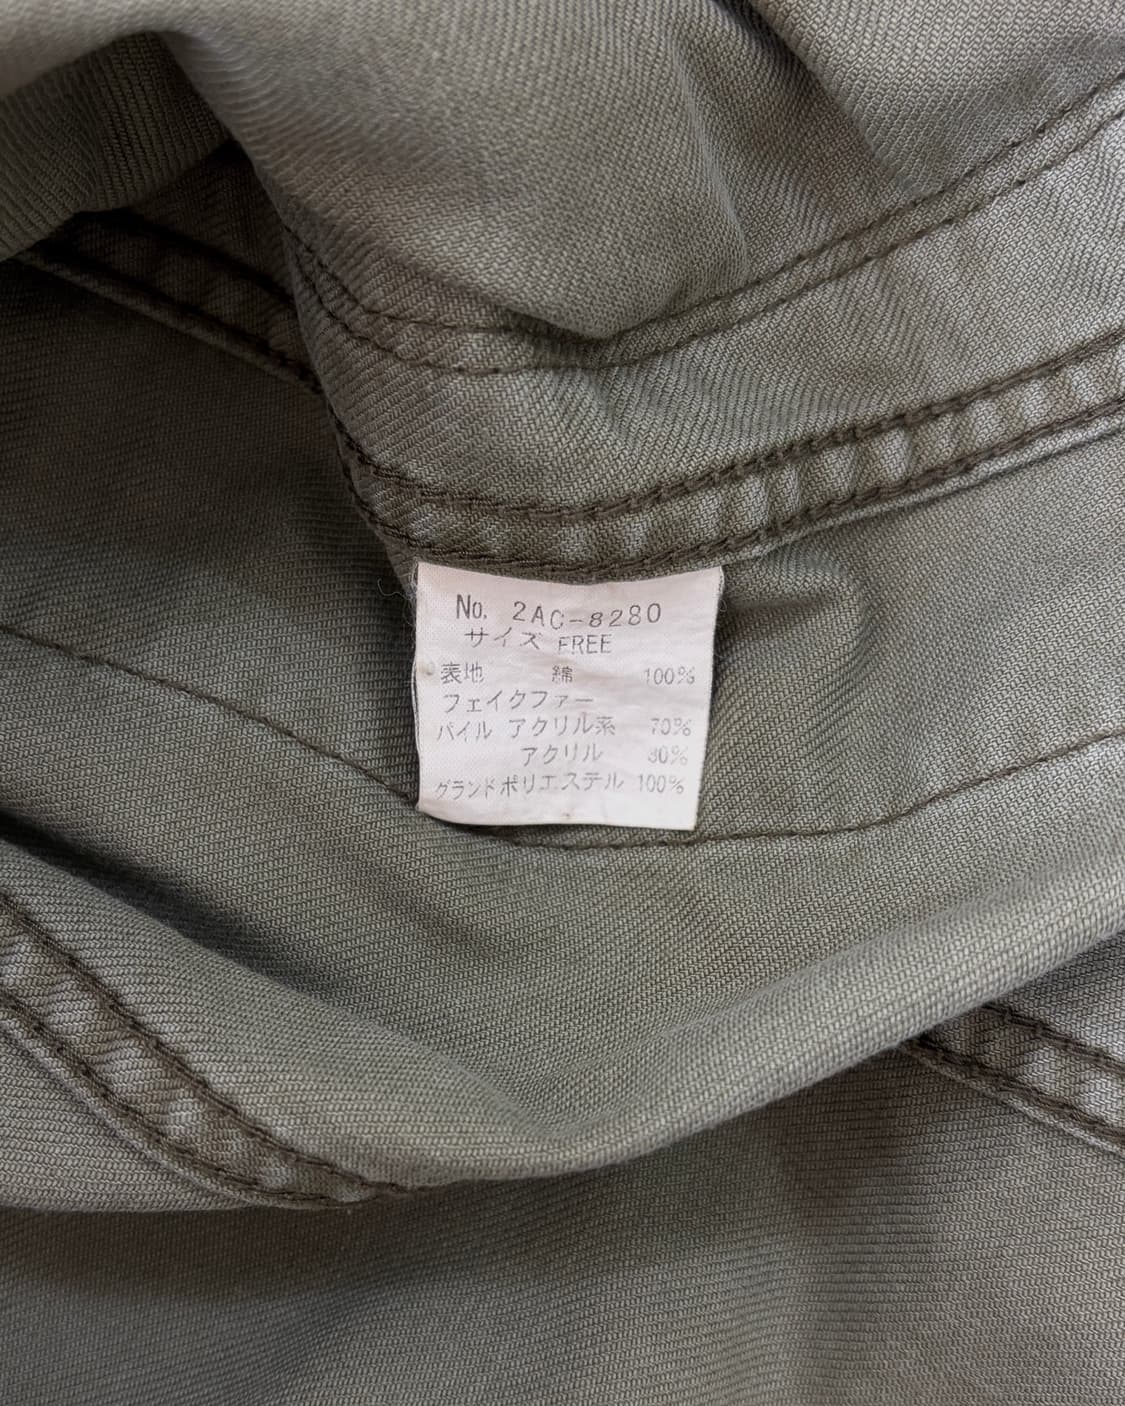 No. 2AC-8280
サイズ FREE
表地 綿 100%
フェイクファー
パイル アクリル系 70%
アクリル 30%
グランドポリエステル 100%